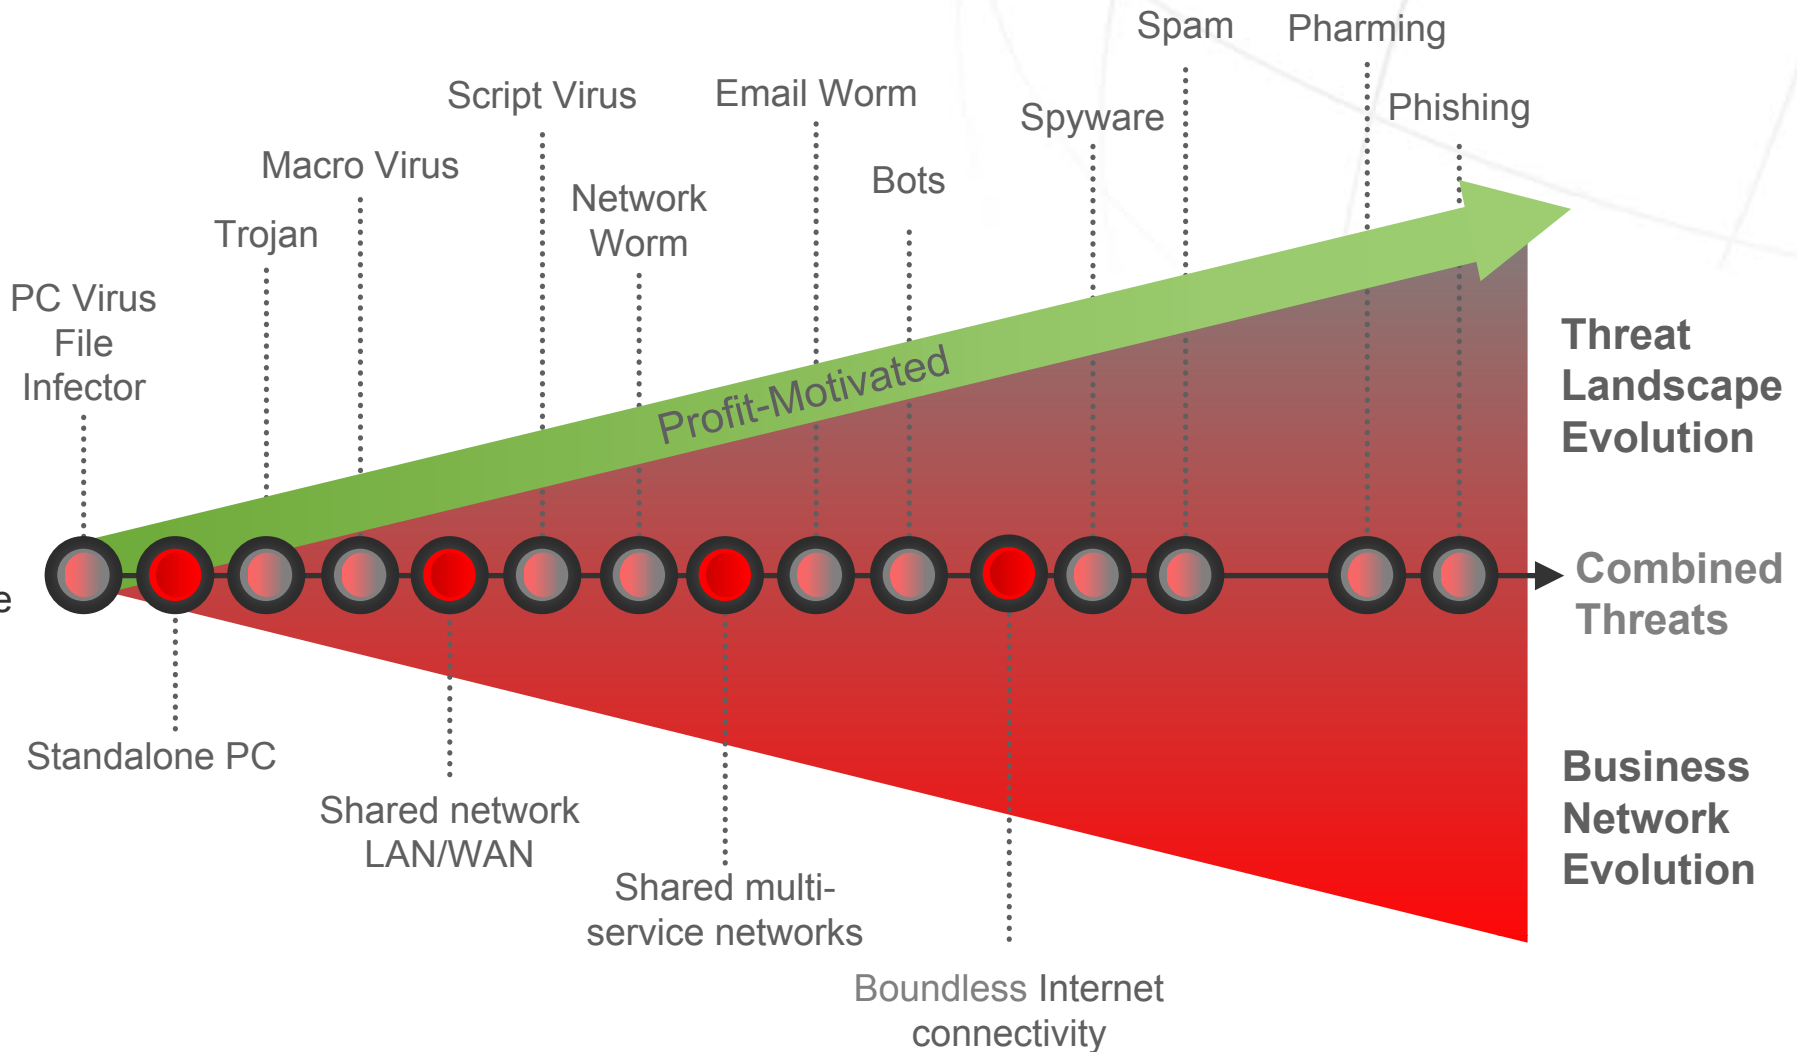 Spam
Pharming
Script Virus
Email Worm
Spyware
Phishing
Macro Virus
Bots
Network
Worm
Trojan
PC Virus
File
Infector
Profit-Motivated
Threat
Landscape
Evolution
Combined
Threats
e
Standalone PC
Shared network
LAN/WAN
Shared multi-
service networks
Boundless Internet
connectivity
Business
Network
Evolution